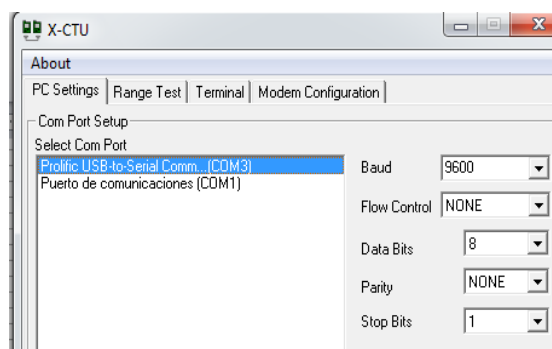 X-CTU
About
PC Settings
Range Test
Terminal
Modem Configuration
Com Port Setup
Select Com Port
Prolific USB-to-Serial Comm...(COM3)
Puerto de comunicaciones (COM1)
Baud 9600
Flow Control NONE
Data Bits 8
Parity NONE
Stop Bits 1